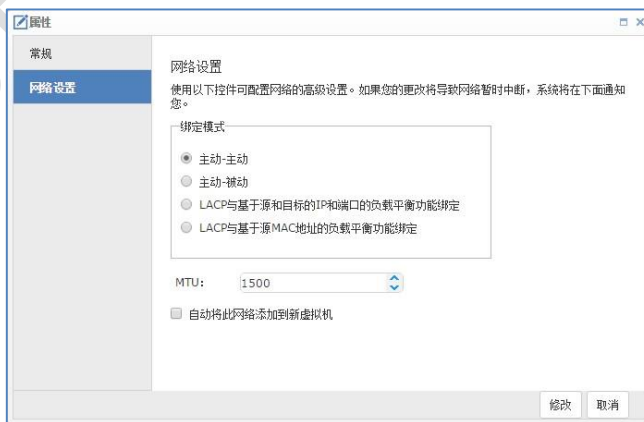 属性
常规
网络设置
网络设置
使用以下控件可配置网络的高级设置。如果您的更改将导致网络暂时中断，系统将在下面通知
您。
绑定模式
主动-主动
主动-被动
LACP与基于源和目标的IP和端口的负载平衡功能绑定
LACP与基于源MAC地址的负载平衡功能绑定
MTU： 1500
自动将此网络添加到新虚拟机
修改 取消